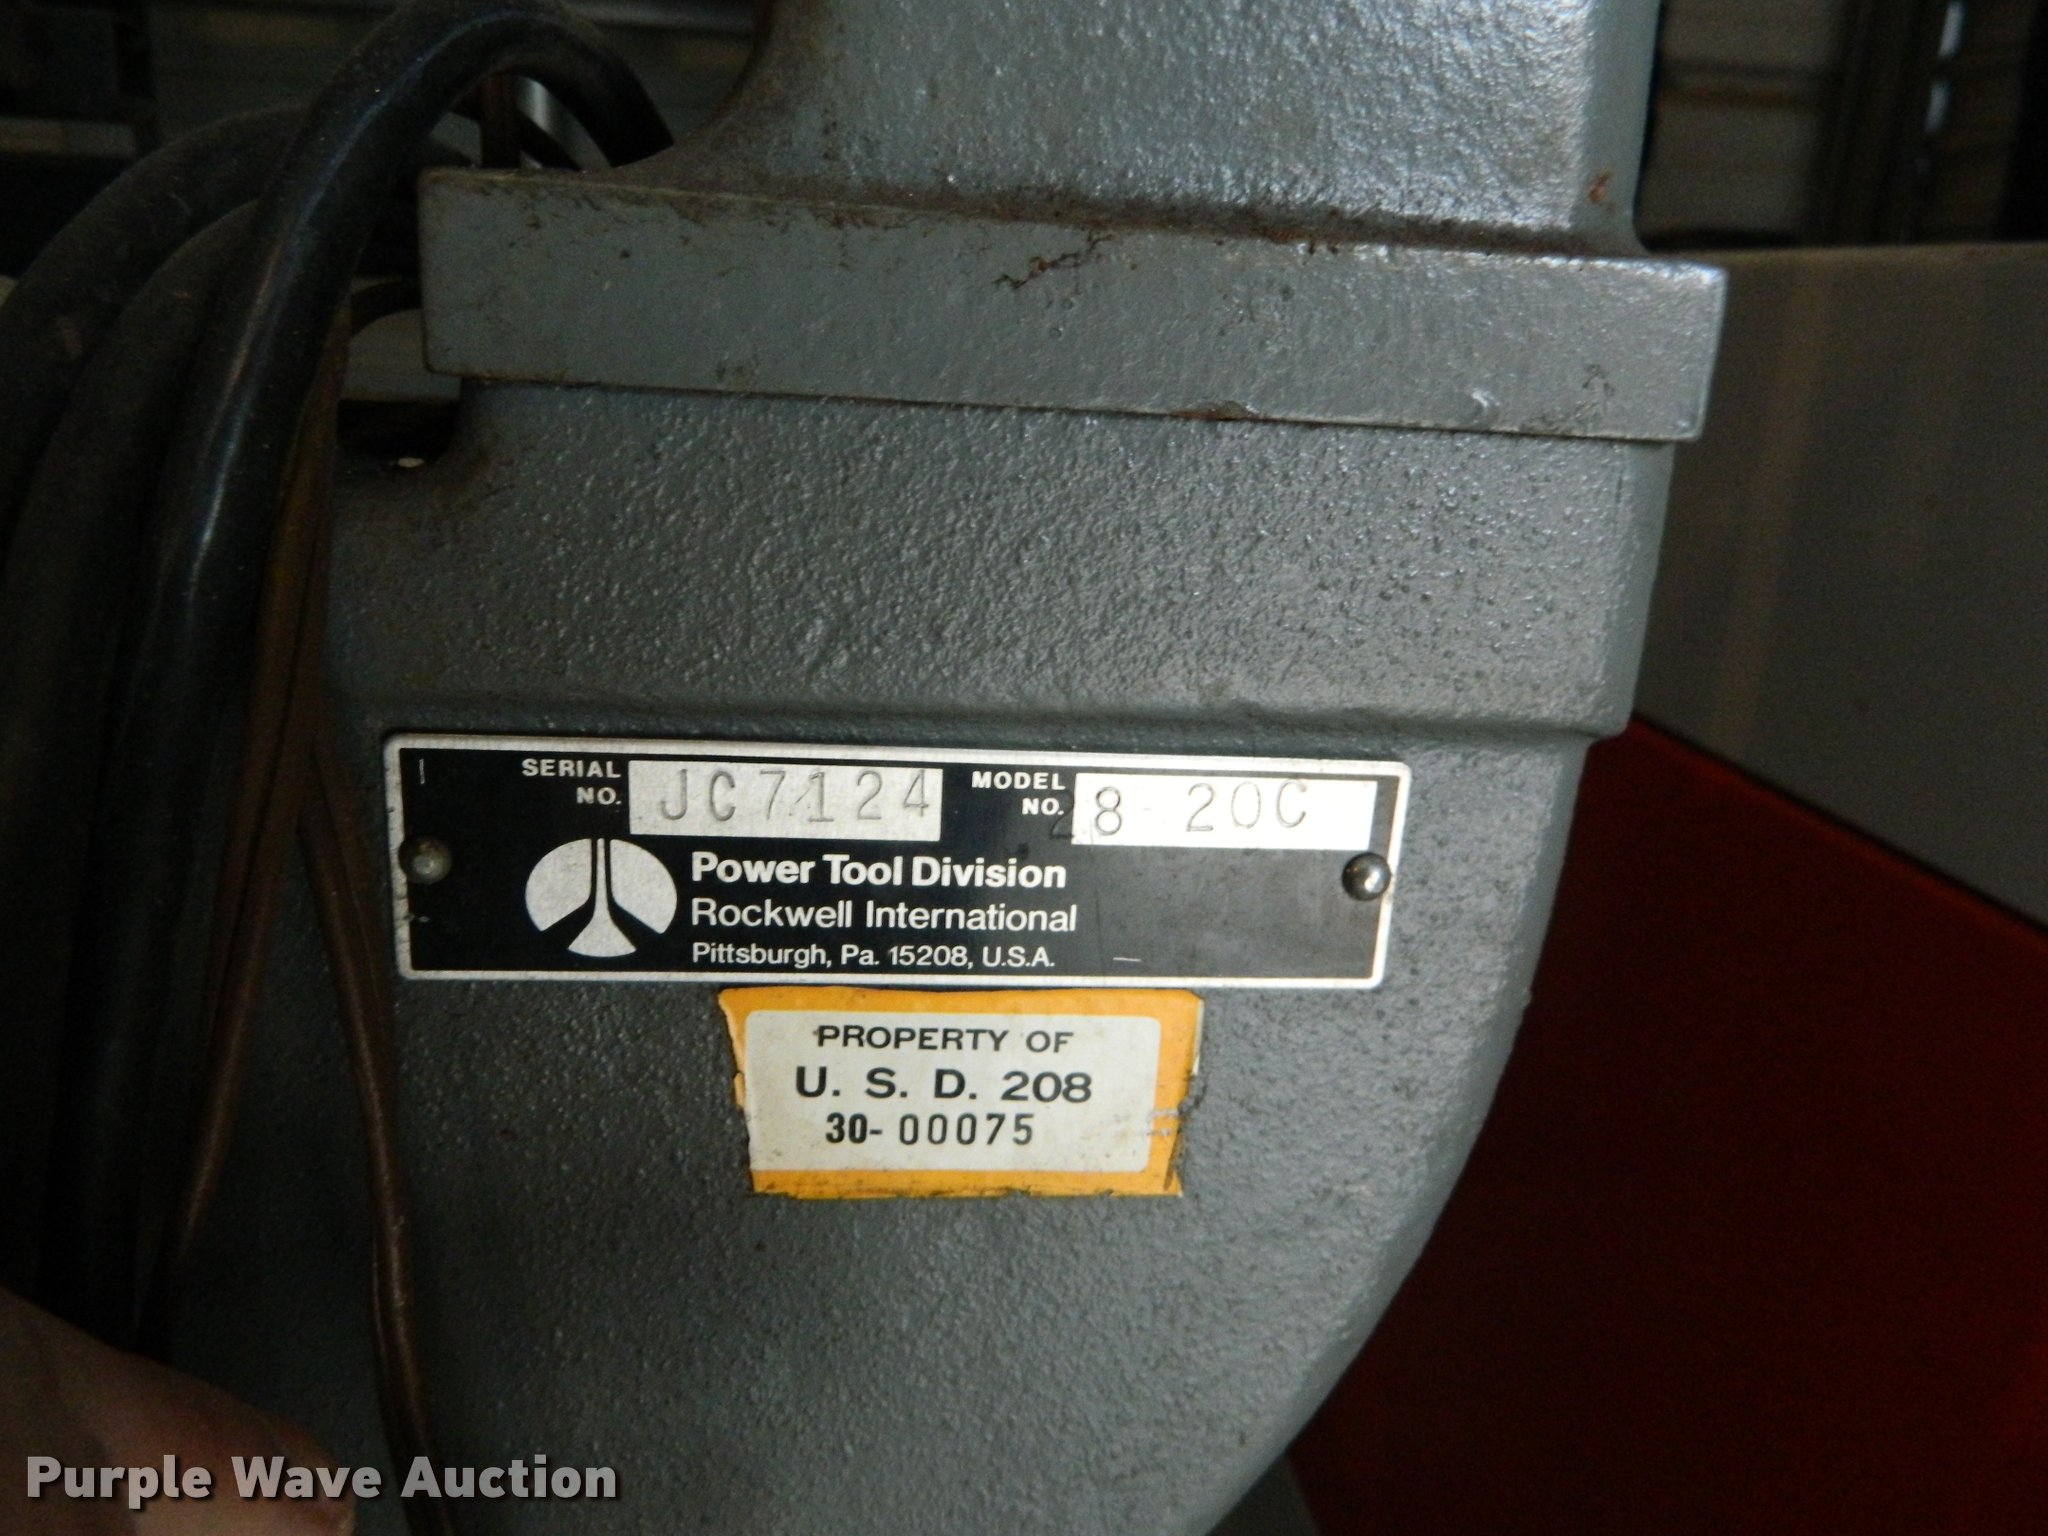 SERIAL NO. JC7124 MODEL NO. 28-20C
Power Tool Division
Rockwell International
Pittsburgh, Pa. 15208, U.S.A.
PROPERTY OF
U. S. D. 208
30-00075
Purple Wave Auction